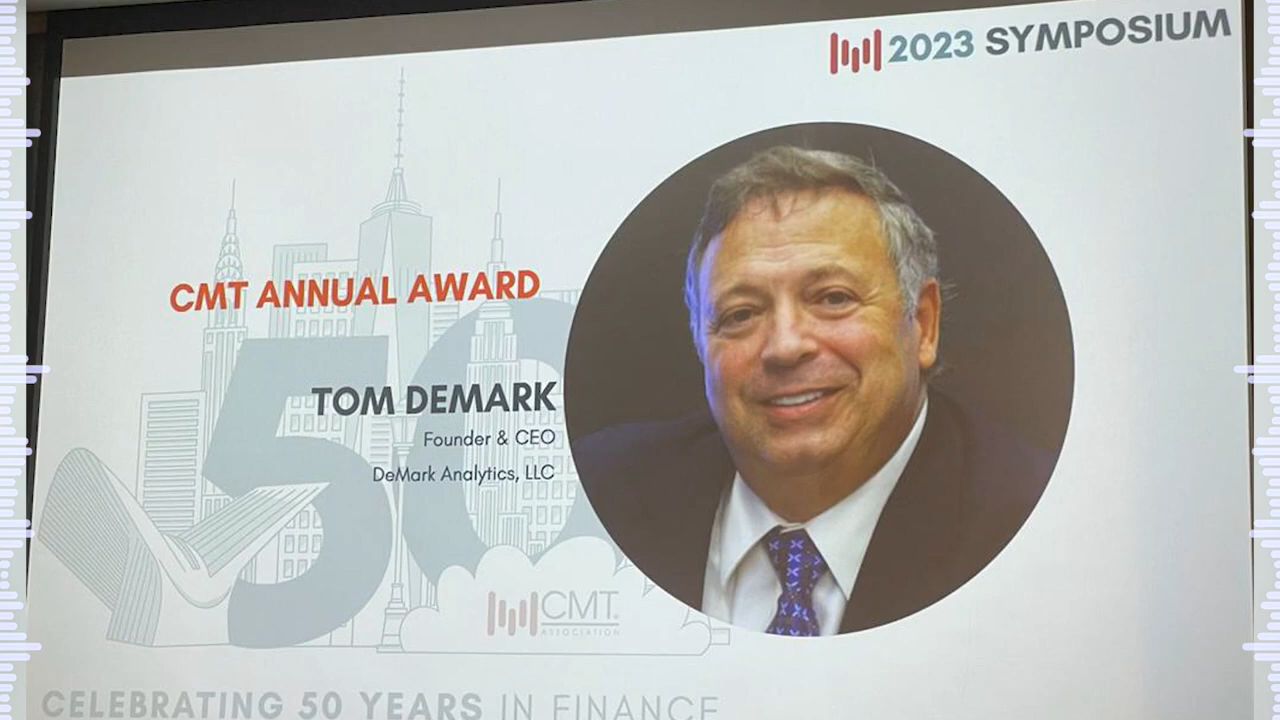 2023 SYMPOSIUM
CMT ANNUAL AWARD
50
TOM DEMARK
Founder & CEO
DeMark Analytics, LLC
CMT
ASSOCIATION
CELEBRATING 50 YEARS IN FINANCE